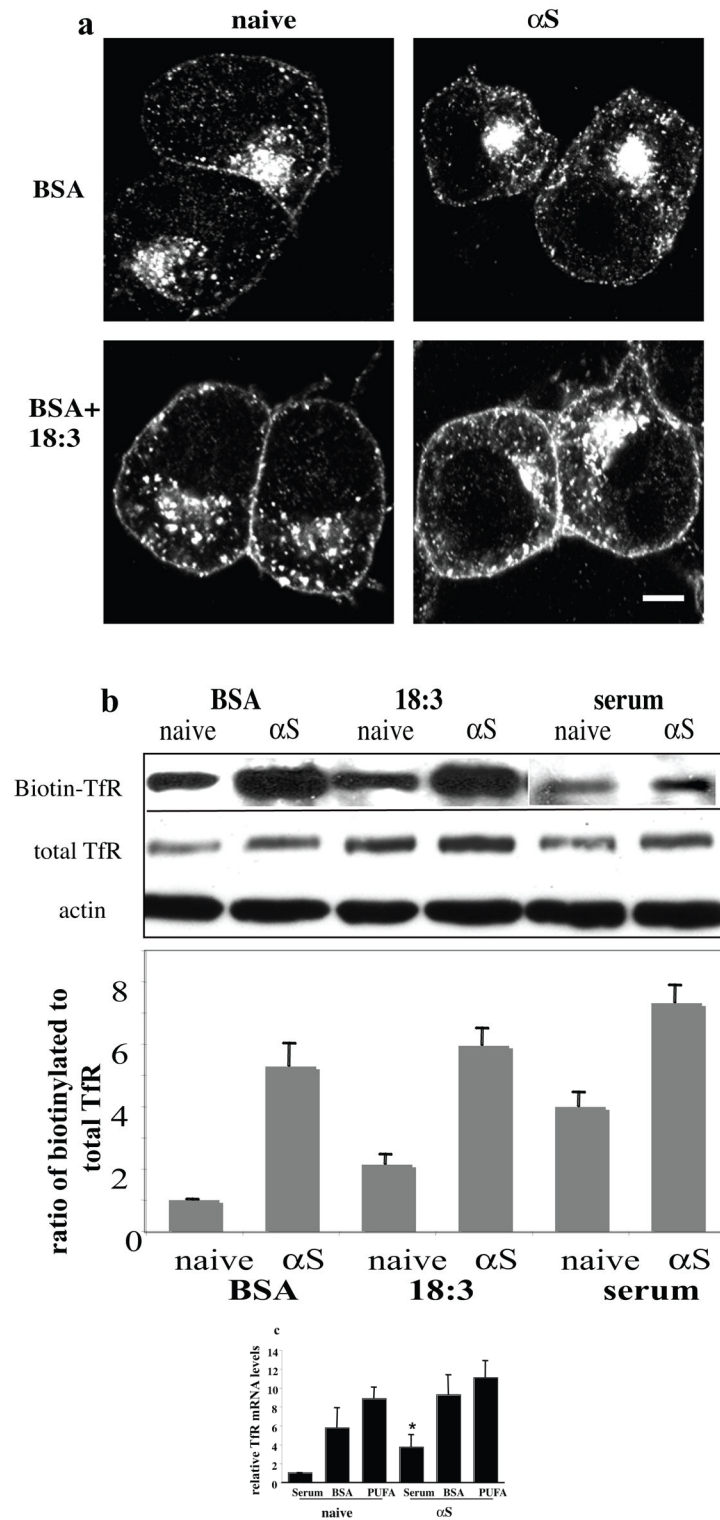 a
naive αS
BSA
BSA+
18:3
b
BSA 18:3 serum
naive αS naive αS naive αS
Biotin-TfR
total TfR
actin
ratio of biotinylated to
total TfR
8
6
4
2
0
naive αS naive αS naive αS
BSA 18:3 serum
c
relative TfR mRNA levels
14
12
10
8
6
4
2
0
*
Serum BSA PUFA Serum BSA PUFA
naive αS